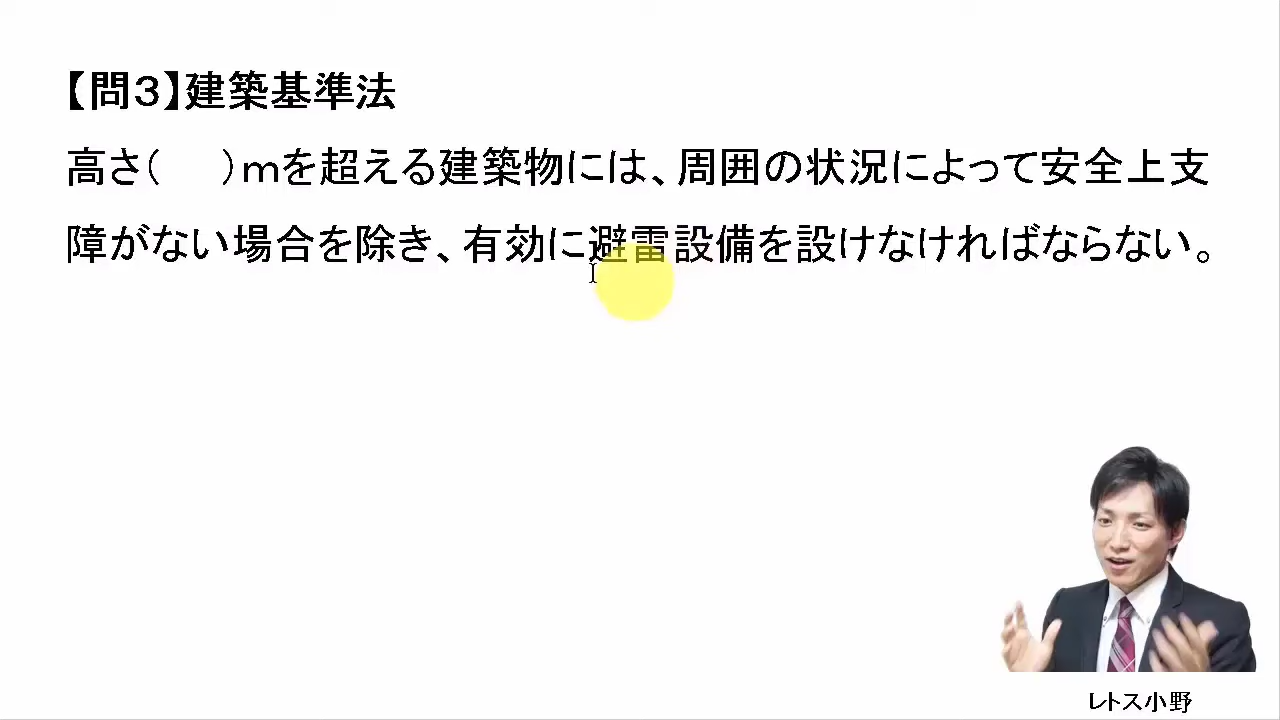 【問３】建築基準法
高さ（　　）ｍを超える建築物には、周囲の状況によって安全上支
障がない場合を除き、有効に避雷設備を設けなければならない。
レトス小野